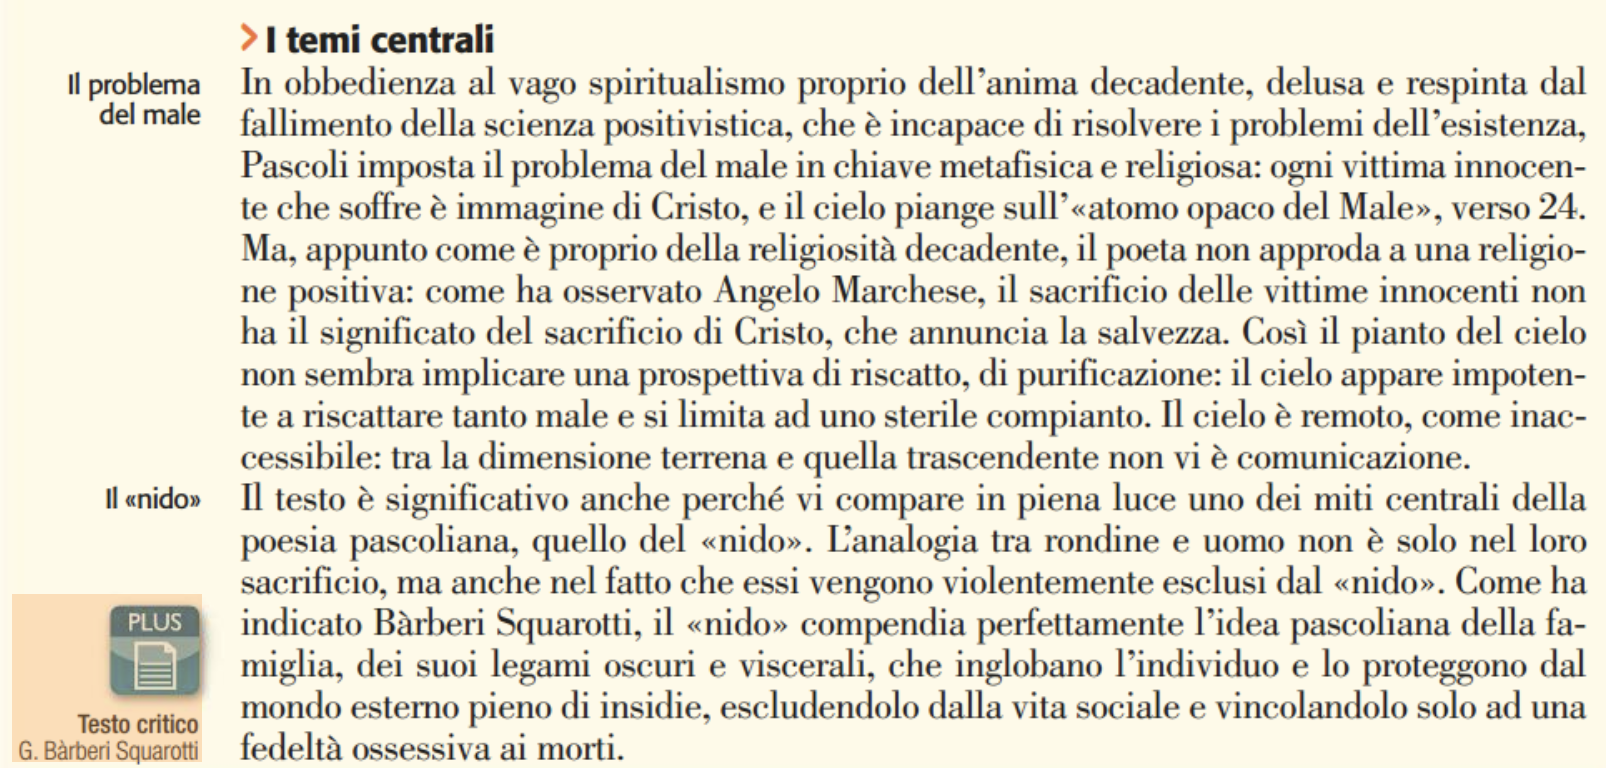 > I temi centrali
Il problema
del male
In obbedienza al vago spiritualismo proprio dell’anima decadente, delusa e respinta dal
fallimento della scienza positivistica, che è incapace di risolvere i problemi dell’esistenza,
Pascoli imposta il problema del male in chiave metafisica e religiosa: ogni vittima innocen-
te che soffre è immagine di Cristo, e il cielo piange sull’«atomo opaco del Male», verso 24.
Ma, appunto come è proprio della religiosità decadente, il poeta non approda a una religio-
ne positiva: come ha osservato Angelo Marchese, il sacrificio delle vittime innocenti non
ha il significato del sacrificio di Cristo, che annuncia la salvezza. Così il pianto del cielo
non sembra implicare una prospettiva di riscatto, di purificazione: il cielo appare impoten-
te a riscattare tanto male e si limita ad uno sterile compianto. Il cielo è remoto, come inac-
cessibile: tra la dimensione terrena e quella trascendente non vi è comunicazione.
Il «nido»
Il testo è significativo anche perché vi compare in piena luce uno dei miti centrali della
poesia pascoliana, quello del «nido». L’analogia tra rondine e uomo non è solo nel loro
sacrificio, ma anche nel fatto che essi vengono violentemente esclusi dal «nido». Come ha
indicato Bàrberi Squarotti, il «nido» compendia perfettamente l’idea pascoliana della fa-
miglia, dei suoi legami oscuri e viscerali, che inglobano l’individuo e lo proteggono dal
mondo esterno pieno di insidie, escludendolo dalla vita sociale e vincolandolo solo ad una
fedeltà ossessiva ai morti.
PLUS
Testo critico
G. Bàrberi Squarotti